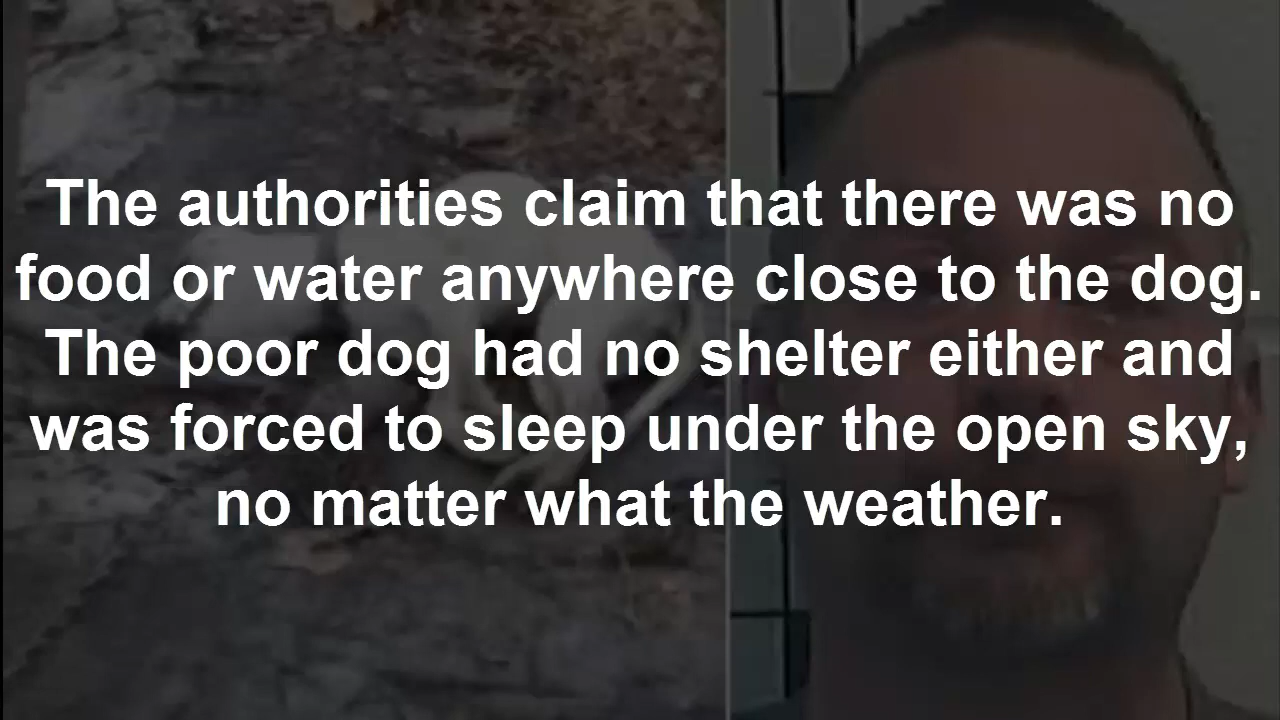 The authorities claim that there was no
food or water anywhere close to the dog.
The poor dog had no shelter either and
was forced to sleep under the open sky,
no matter what the weather.